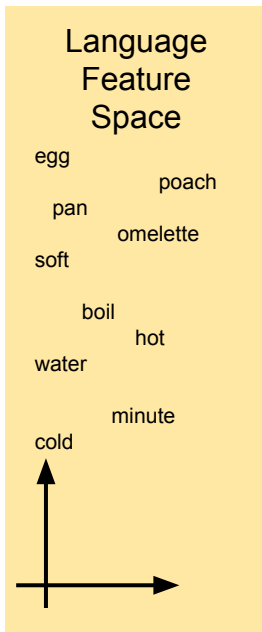 Language
Feature
Space
egg
poach
pan
omelette
soft
boil
hot
water
minute
cold